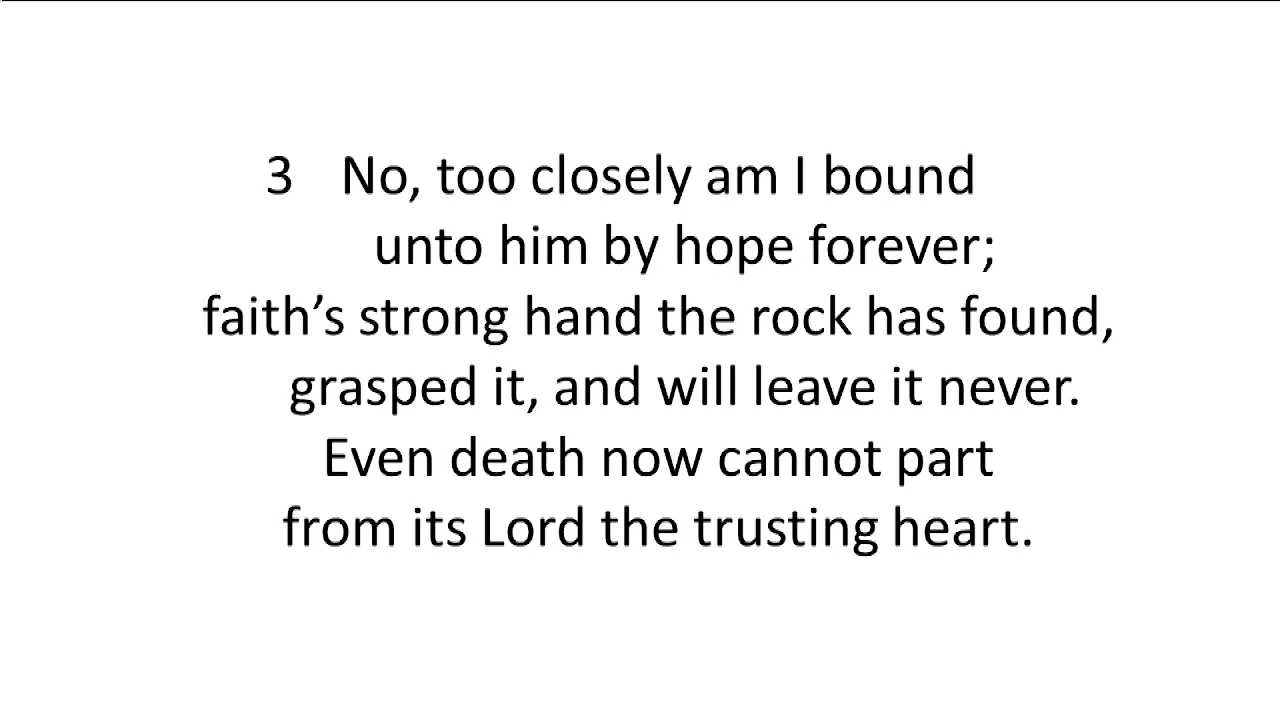 3 No, too closely am I bound
unto him by hope forever;
faith’s strong hand the rock has found,
grasped it, and will leave it never.
Even death now cannot part
from its Lord the trusting heart.